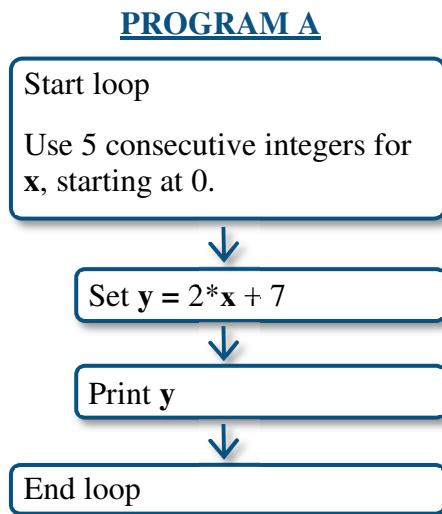 PROGRAM A
Start loop
Use 5 consecutive integers for
x, starting at 0.
Set y = 2*x + 7
Print y
End loop